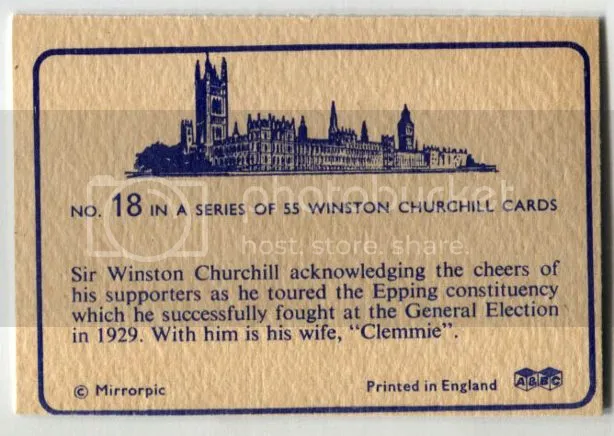 NO. 18 IN A SERIES OF 55 WINSTON CHURCHILL CARDS
photobucket
host. store. share.
Sir Winston Churchill acknowledging the cheers of
his supporters as he toured the Epping constituency
which he successfully fought at the General Election
in 1929. With him is his wife, "Clemmie".
© Mirrorpic
Printed in England
A&BC